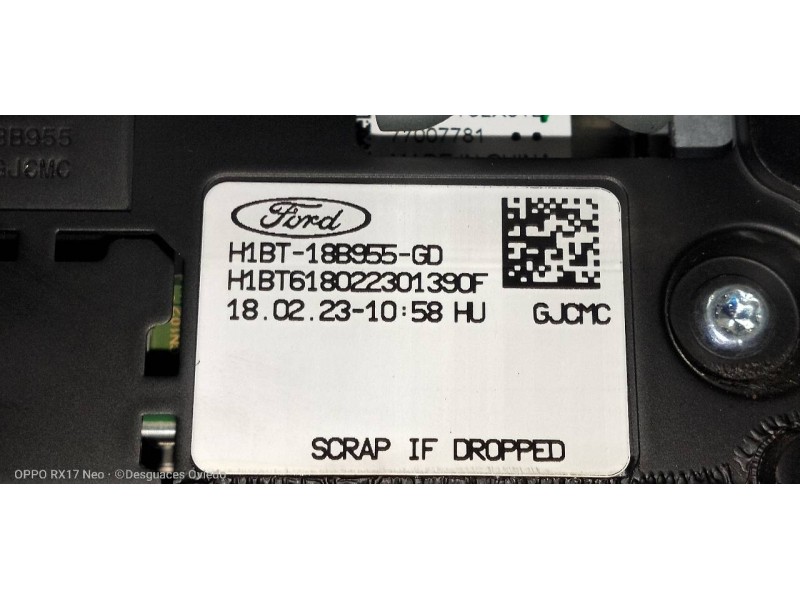 8B955
GJCMC
77007781
Ford
H1BT-18B955-GD
H1BT618022301390F
18.02.23-10:58 HU GJCMC
SCRAP IF DROPPED
OPPO RX17 Neo · ©Desguaces Oviedo